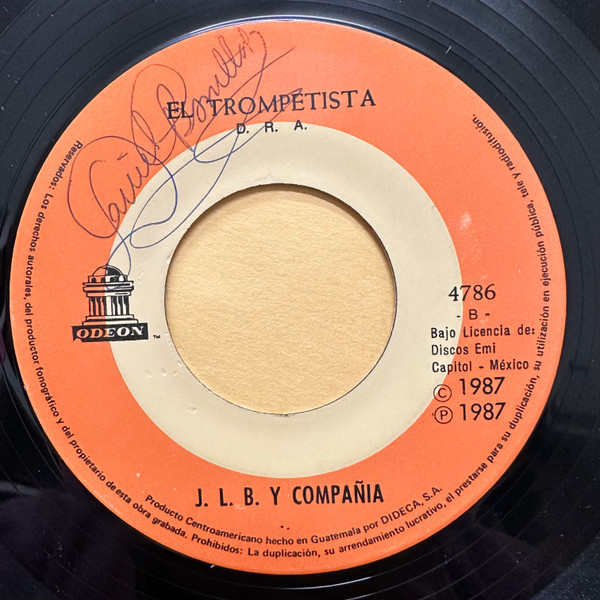 EL TROMPETISTA
D. R. A.
ODEON
TM
4786
- B -
Bajo Licencia de:
Discos Emi
Capitol - México
© 1987
Ⓟ 1987
J. L. B. Y COMPAÑIA
Producto Centroamericano hecho en Guatemala por DIDECA, S.A.
Reservados: Los derechos autorales, del productor fonográfico y del propietario de esta obra grabada. Prohibidos: La duplicación, su arrendamiento lucrativo, el prestarse para su duplicación, su utilización en ejecución pública, tele y radiodifusión.